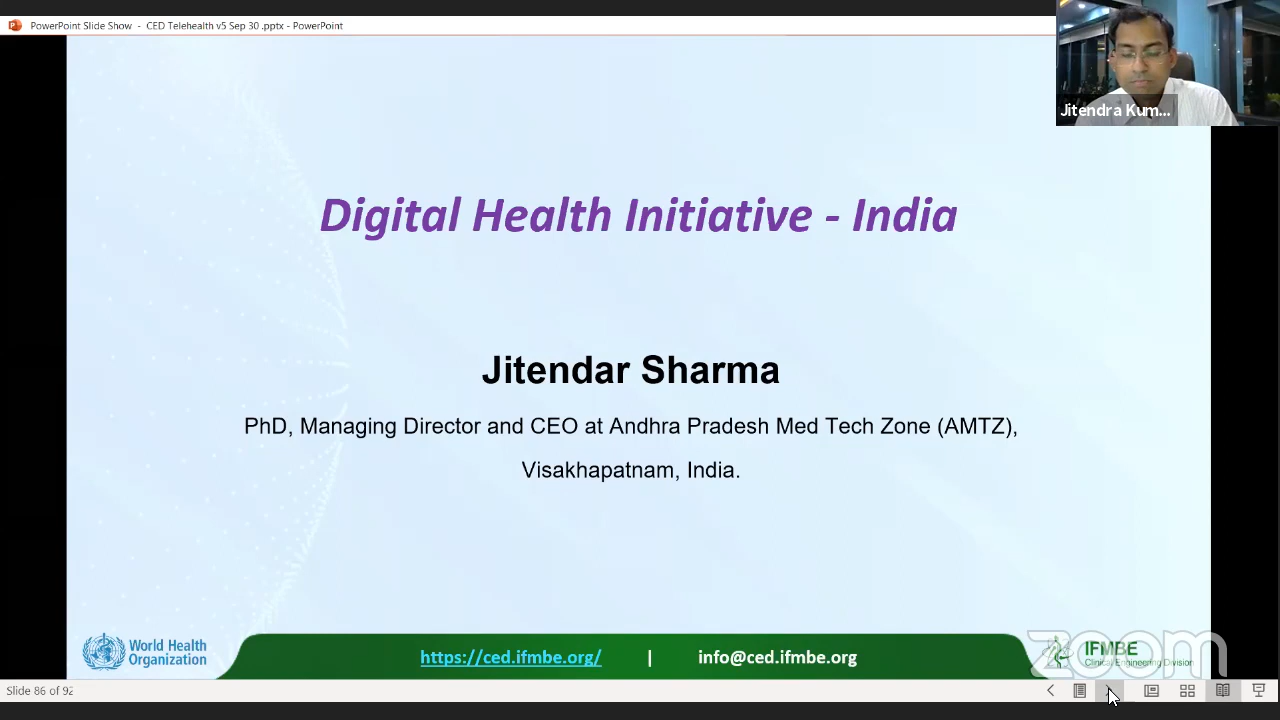 PowerPoint Slide Show - CED Telehealth v5 Sep 30 .pptx - PowerPoint
Jitendra Kum...
Digital Health Initiative - India
Jitendar Sharma
PhD, Managing Director and CEO at Andhra Pradesh Med Tech Zone (AMTZ),
Visakhapatnam, India.
World Health
Organization
https://ced.ifmbe.org/ | info@ced.ifmbe.org
IFMBE
Clinical Engineering Division
zoom
Slide 86 of 92